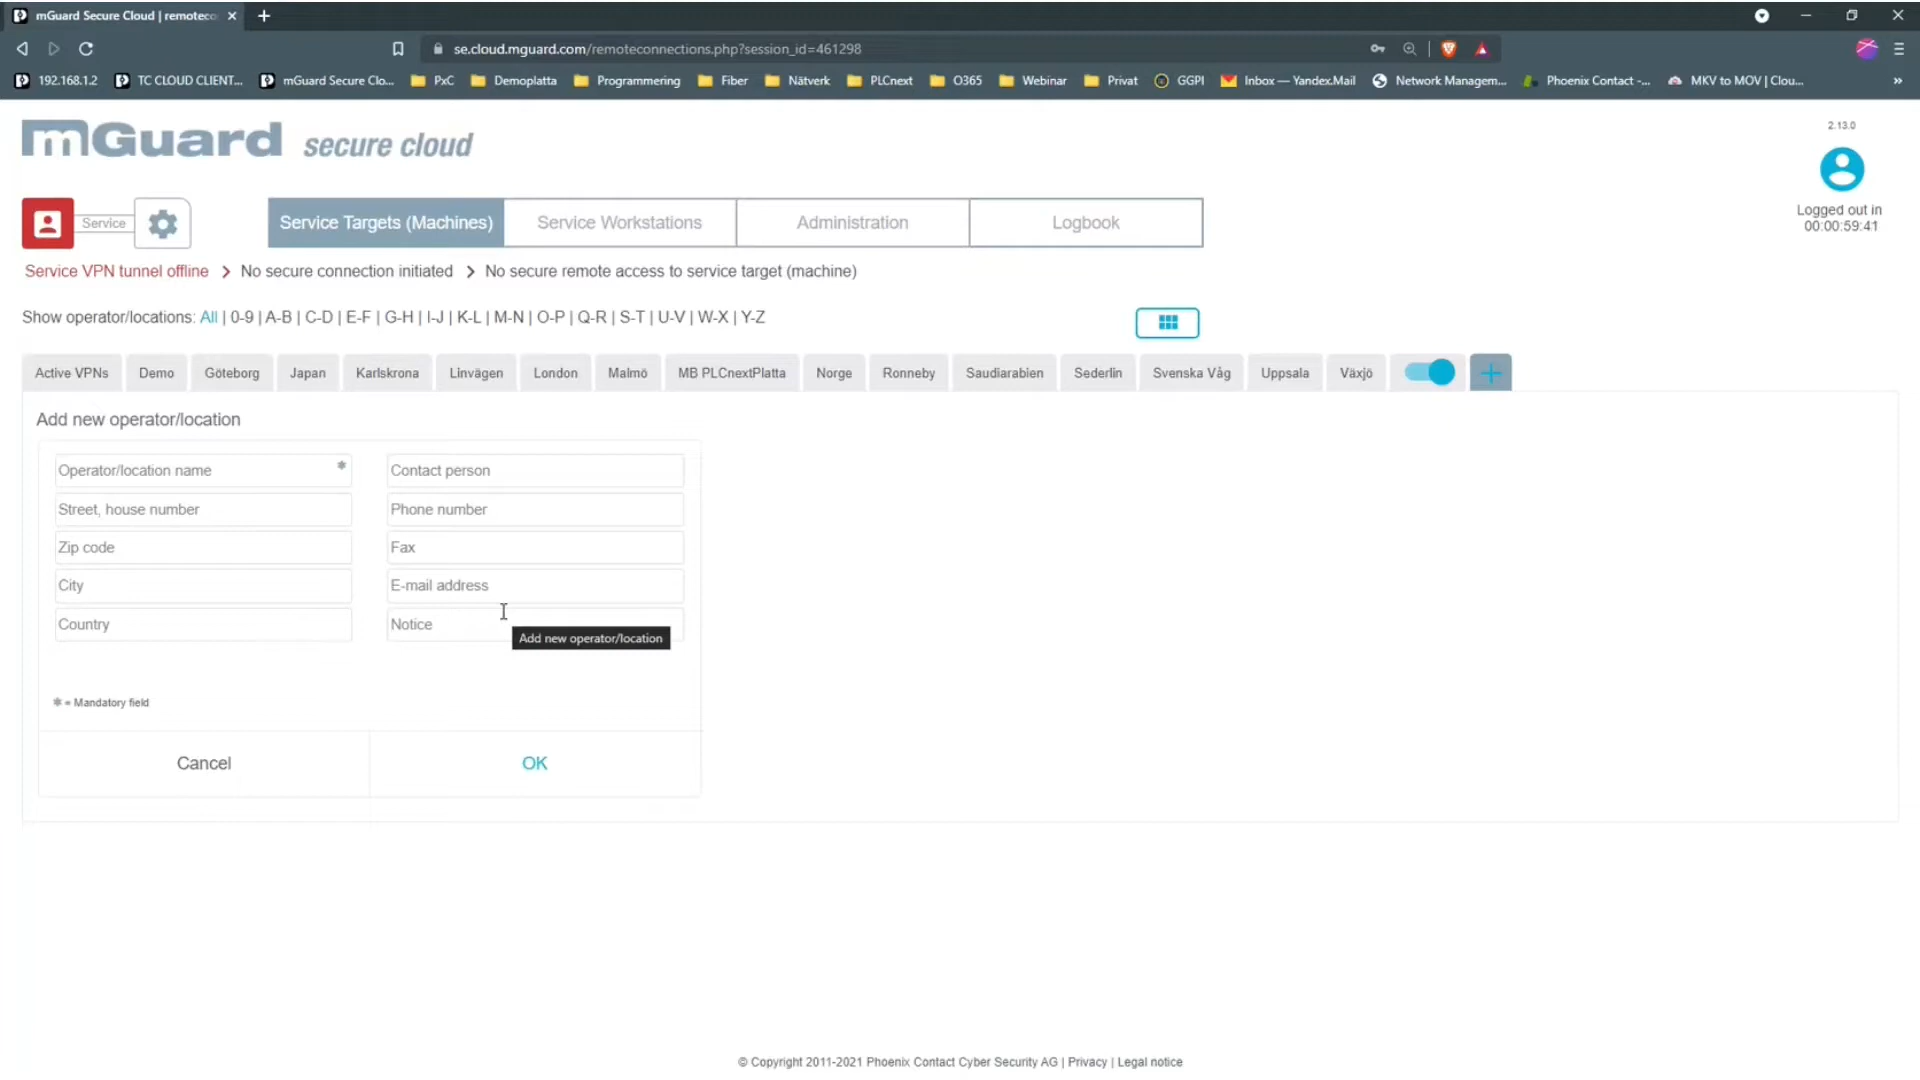 mGuard Secure Cloud | remoteco
se.cloud.mguard.com/remoteconnections.php?session_id=461298
192.168.1.2 TC CLOUD CLIENT... mGuard Secure Clo... PxC Demoplatta Programmering Fiber Nätverk PLCnext O365 Webinar Privat GGPI Inbox — Yandex.Mail Network Managem... Phoenix Contact -... MKV to MOV | Clou... »
mGuard secure cloud
2.13.0
Logged out in
00:00:59:41
Service
Service Targets (Machines) Service Workstations Administration Logbook
Service VPN tunnel offline > No secure connection initiated > No secure remote access to service target (machine)
Show operator/locations: All | 0-9 | A-B | C-D | E-F | G-H | I-J | K-L | M-N | O-P | Q-R | S-T | U-V | W-X | Y-Z
Active VPNs Demo Göteborg Japan Karlskrona Linvägen London Malmö MB PLCnextPlatta Norge Ronneby Saudiarabien Sederlin Svenska Våg Uppsala Växjö
Add new operator/location
Operator/location name * Contact person
Street, house number Phone number
Zip code Fax
City E-mail address
Country Notice
Add new operator/location
* = Mandatory field
Cancel OK
© Copyright 2011-2021 Phoenix Contact Cyber Security AG | Privacy | Legal notice